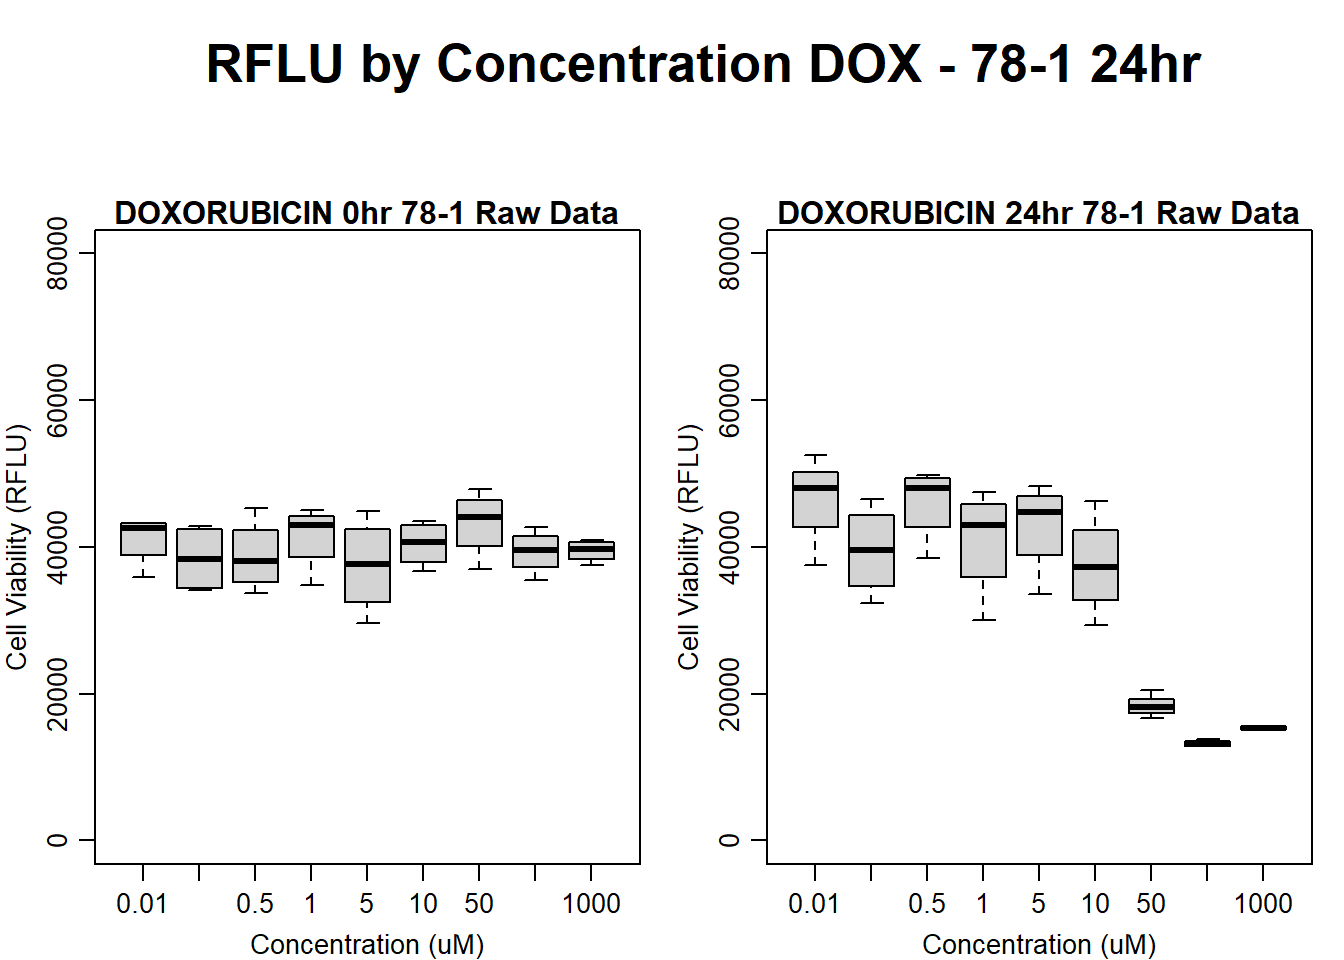 RFLU by Concentration DOX - 78-1 24hr
DOXORUBICIN 0hr 78-1 Raw Data
Cell Viability (RFLU)
80000
60000
40000
20000
0
0.01 0.5 1 5 10 50 1000
Concentration (uM)
DOXORUBICIN 24hr 78-1 Raw Data
Cell Viability (RFLU)
80000
60000
40000
20000
0
0.01 0.5 1 5 10 50 1000
Concentration (uM)